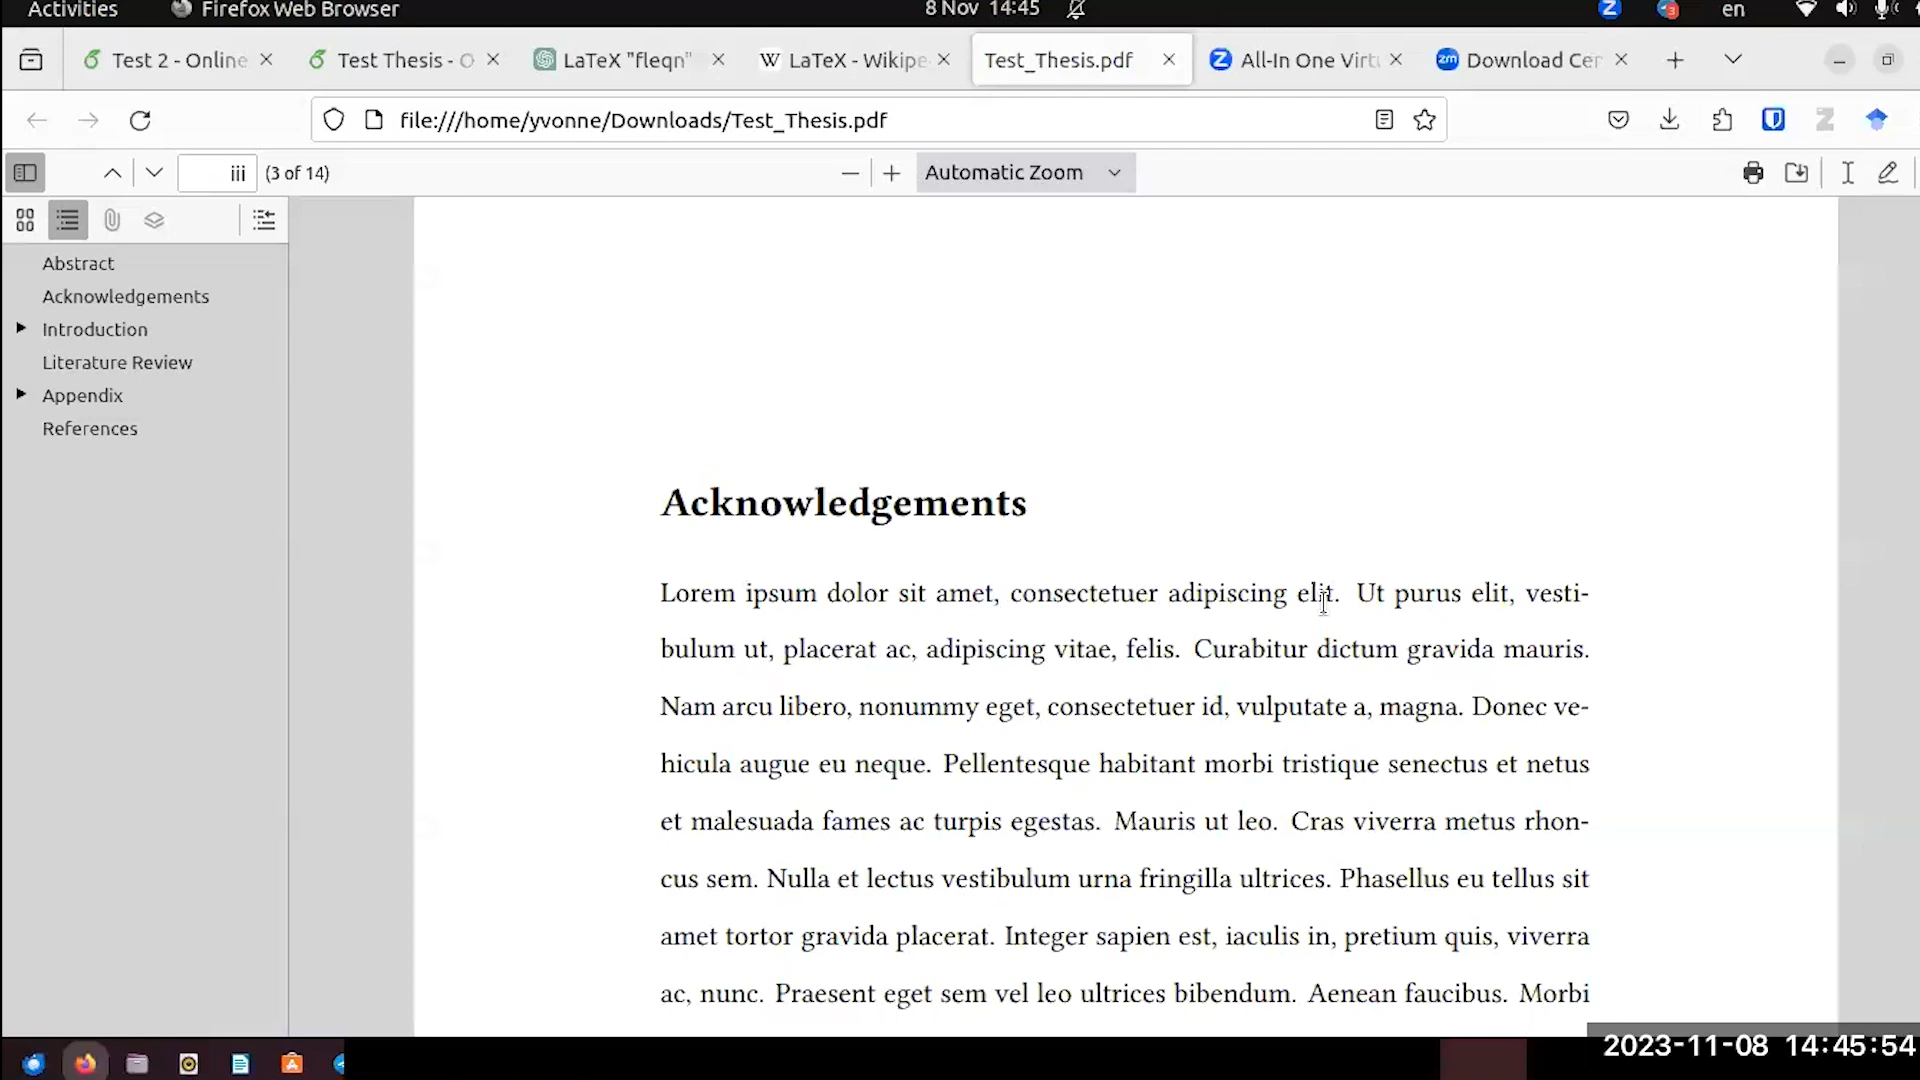 Activities Firefox Web Browser 8 Nov 14:45 en
Test 2 - Online Test Thesis - O LaTeX "fleqn" LaTeX - Wikipe Test_Thesis.pdf All-In One Virtu Download Cen
file:///home/yvonne/Downloads/Test_Thesis.pdf
iii (3 of 14) Automatic Zoom
Abstract
Acknowledgements
Introduction
Literature Review
Appendix
References
Acknowledgements
Lorem ipsum dolor sit amet, consectetuer adipiscing elit. Ut purus elit, vesti-
bulum ut, placerat ac, adipiscing vitae, felis. Curabitur dictum gravida mauris.
Nam arcu libero, nonummy eget, consectetuer id, vulputate a, magna. Donec ve-
hicula augue eu neque. Pellentesque habitant morbi tristique senectus et netus
et malesuada fames ac turpis egestas. Mauris ut leo. Cras viverra metus rhon-
cus sem. Nulla et lectus vestibulum urna fringilla ultrices. Phasellus eu tellus sit
amet tortor gravida placerat. Integer sapien est, iaculis in, pretium quis, viverra
ac, nunc. Praesent eget sem vel leo ultrices bibendum. Aenean faucibus. Morbi
2023-11-08 14:45:54